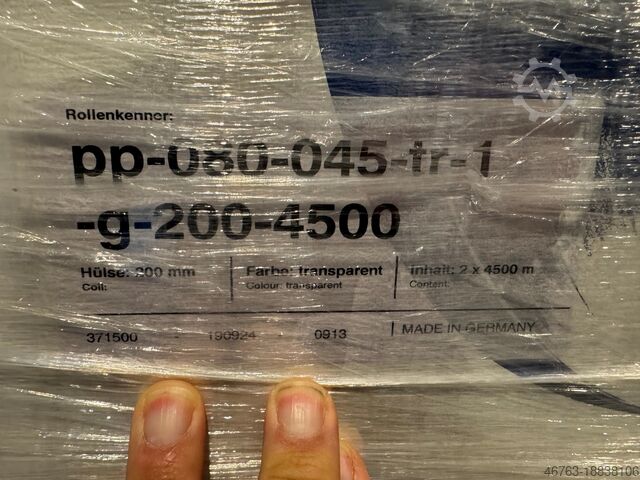 Rollenkenner:
pp-080-045-tr-1
-g-200-4500
Hülse: 200 mm
Coil:
Farbe: transparent
Colour: transparent
Inhalt: 2 x 4500 m
Content:
371500 - 190924 0913 MADE IN GERMANY
46763-18838106